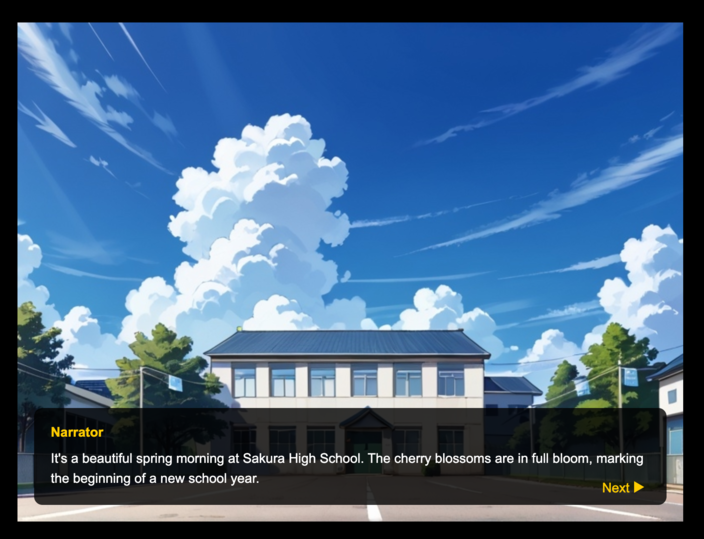 Narrator
It's a beautiful spring morning at Sakura High School. The cherry blossoms are in full bloom, marking
the beginning of a new school year.
Next ▶